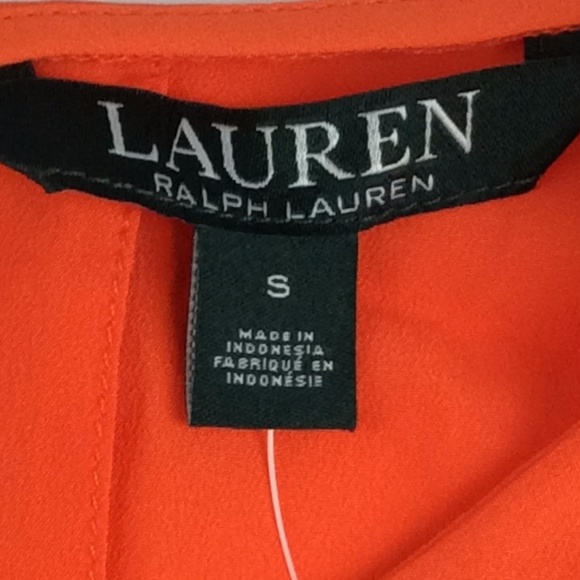 LAUREN
RALPH LAUREN
S
MADE IN
INDONESIA
FABRIQUÉ EN
INDONÉSIE